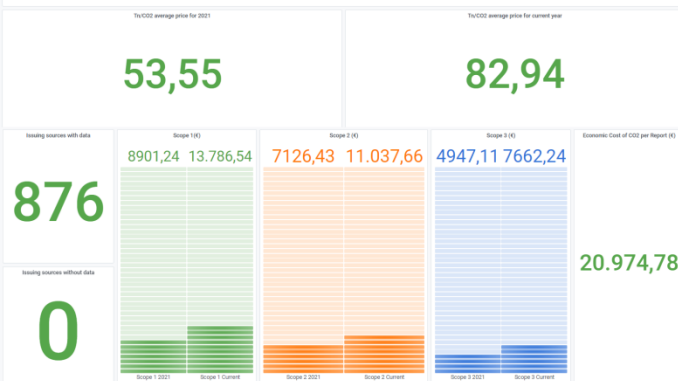 Tn/CO2 average price for 2021
Tn/CO2 average price for current year
53,55
82,94
Issuing sources with data
876
Issuing sources without data
0
Scope 1(€)
8901,24 13.786,54
Scope 1 2021 Scope 1 Current
Scope 2 (€)
7126,43 11.037,66
Scope 2 2021 Scope 2 Current
Scope 3 (€)
4947,11 7662,24
Scope 3 2021 Scope 3 Current
Economic Cost of CO2 per Report (€)
20.974,78